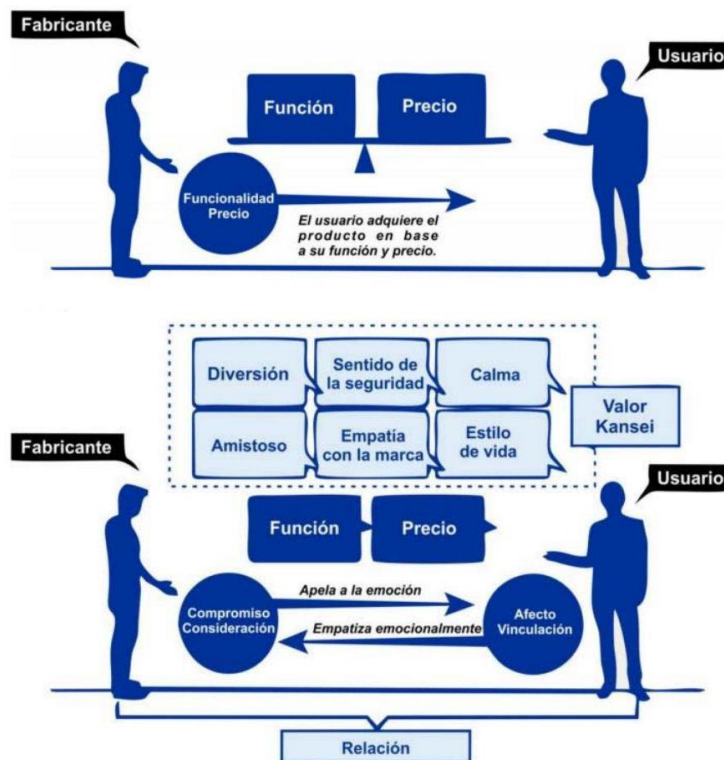 Fabricante
Usuario
Función
Precio
Funcionalidad
Precio
El usuario adquiere el
producto en base
a su función y precio.
Diversión
Sentido de
la seguridad
Calma
Valor
Kansei
Amistoso
Empatía
con la marca
Estilo
de vida
Fabricante
Usuario
Función
Precio
Apela a la emoción
Compromiso
Consideración
Afecto
Vinculación
Empatiza emocionalmente
Relación